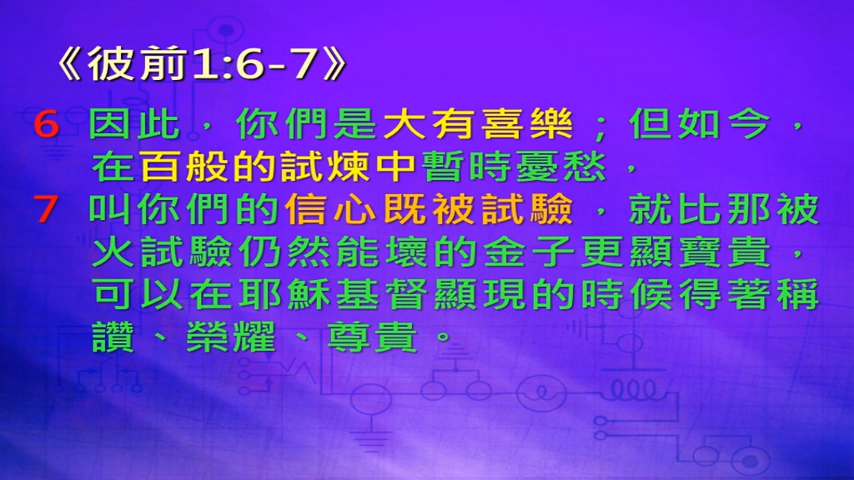 《彼前1:6-7》
6 因此，你們是大有喜樂；但如今，
在百般的試煉中暫時憂愁，
7 叫你們的信心既被試驗，就比那被
火試驗仍然能壞的金子更顯寶貴，
可以在耶穌基督顯現的時候得著稱
讚、榮耀、尊貴。